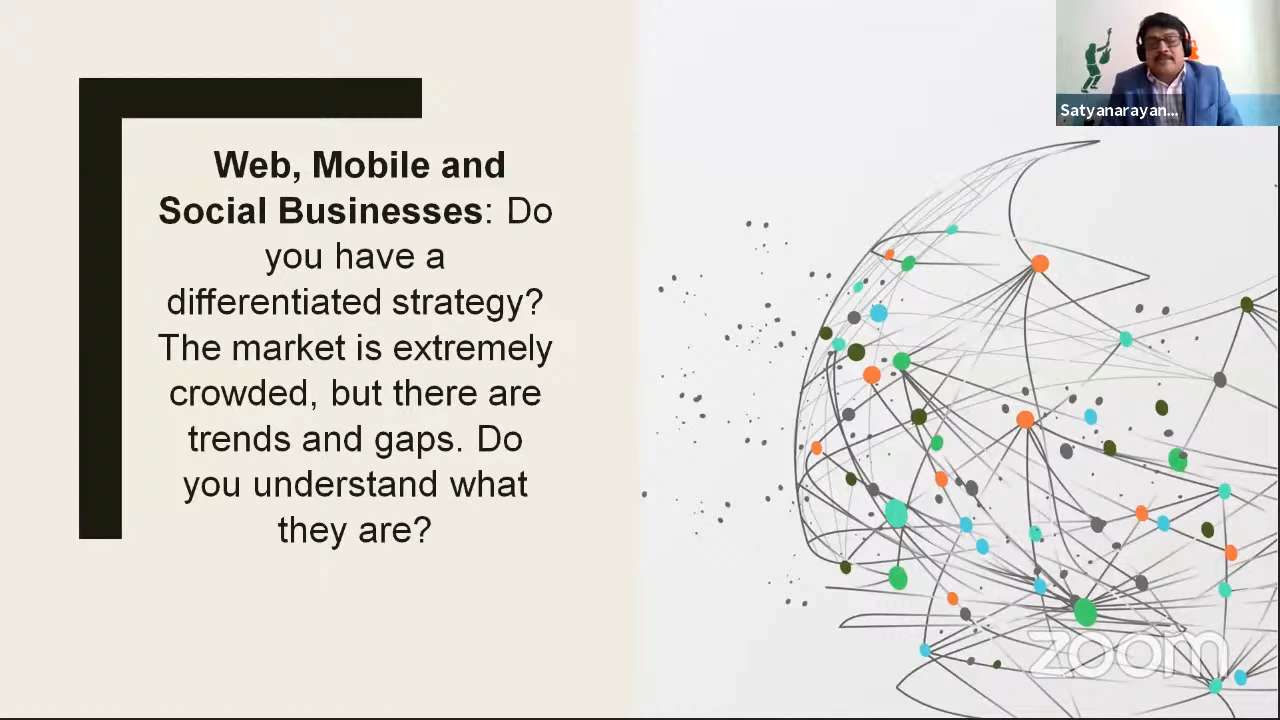 Web, Mobile and
Social Businesses: Do
you have a
differentiated strategy?
The market is extremely
crowded, but there are
trends and gaps. Do
you understand what
they are?
Satyanarayan...
zoom